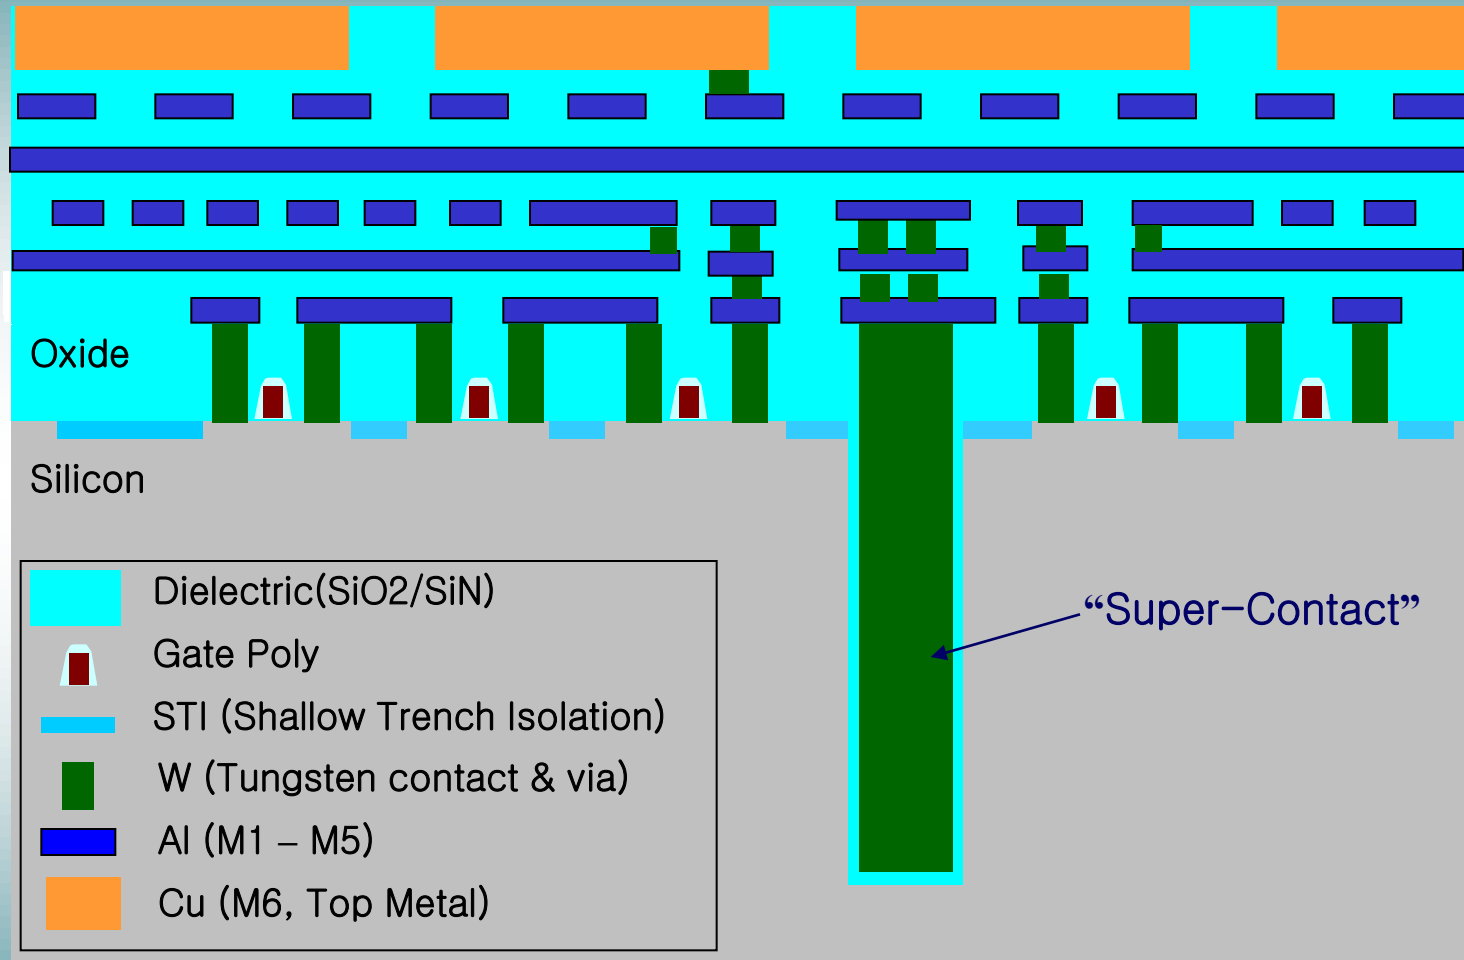 Oxide
Silicon
Dielectric(SiO2/SiN)
Gate Poly
STI (Shallow Trench Isolation)
W (Tungsten contact & via)
Al (M1 – M5)
Cu (M6, Top Metal)
“Super-Contact”